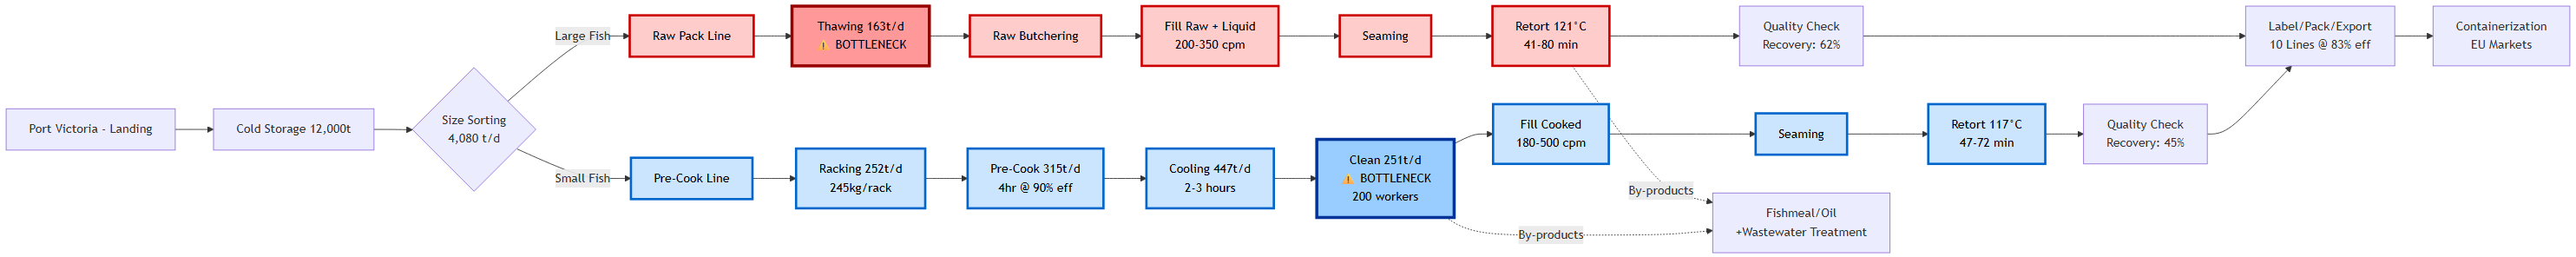 Port Victoria - Landing
Cold Storage 12,000t
Size Sorting
4,080 t/d
Large Fish
Raw Pack Line
Thawing 163t/d
⚠️ BOTTLENECK
Raw Butchering
Fill Raw + Liquid
200-350 cpm
Seaming
Retort 121°C
41-80 min
Quality Check
Recovery: 62%
Label/Pack/Export
10 Lines @ 83% eff
Containerization
EU Markets
Small Fish
Pre-Cook Line
Racking 252t/d
245kg/rack
Pre-Cook 315t/d
4hr @ 90% eff
Cooling 447t/d
2-3 hours
Clean 251t/d
⚠️ BOTTLENECK
200 workers
Fill Cooked
180-500 cpm
Seaming
Retort 117°C
47-72 min
Quality Check
Recovery: 45%
By-products
By-products
Fishmeal/Oil
+Wastewater Treatment